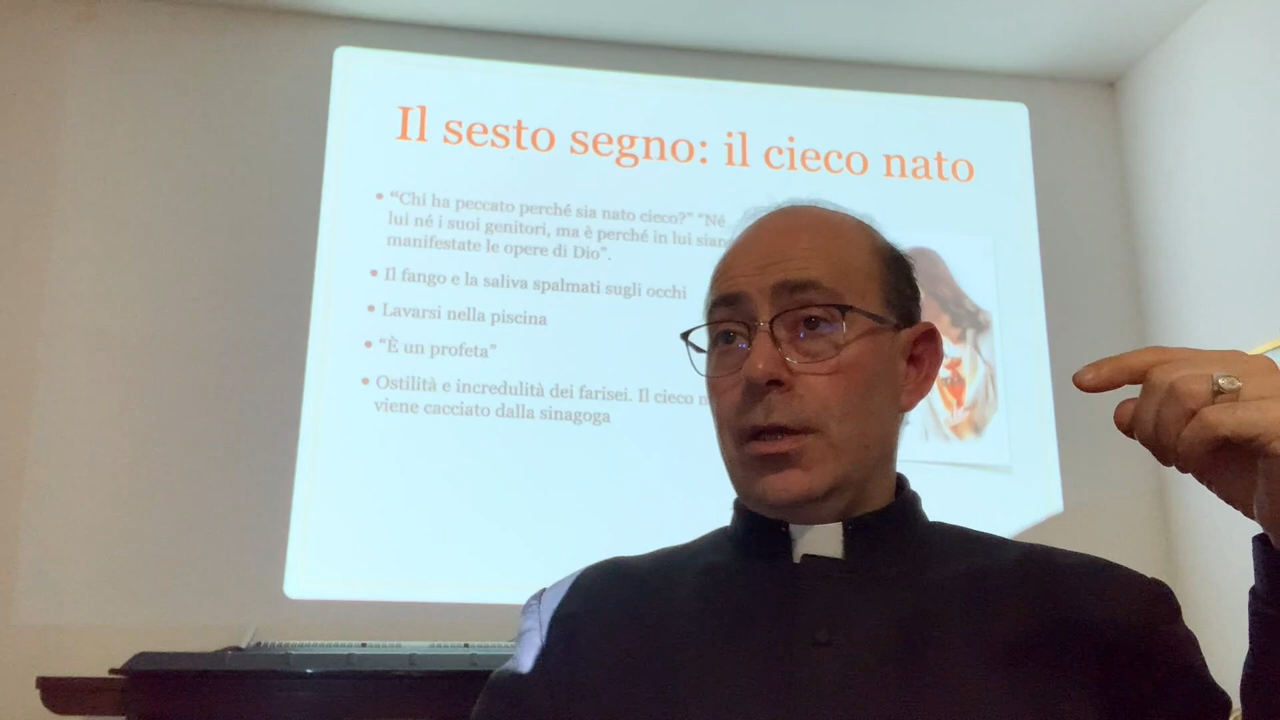 Il sesto segno: il cieco nato
• “Chi ha peccato perché sia nato cieco?” “Né
lui né i suoi genitori, ma è perché in lui sian
manifestate le opere di Dio”.
• Il fango e la saliva spalmati sugli occhi
• Lavarsi nella piscina
• “È un profeta”
• Ostilità e incredulità dei farisei. Il cieco n
viene cacciato dalla sinagoga